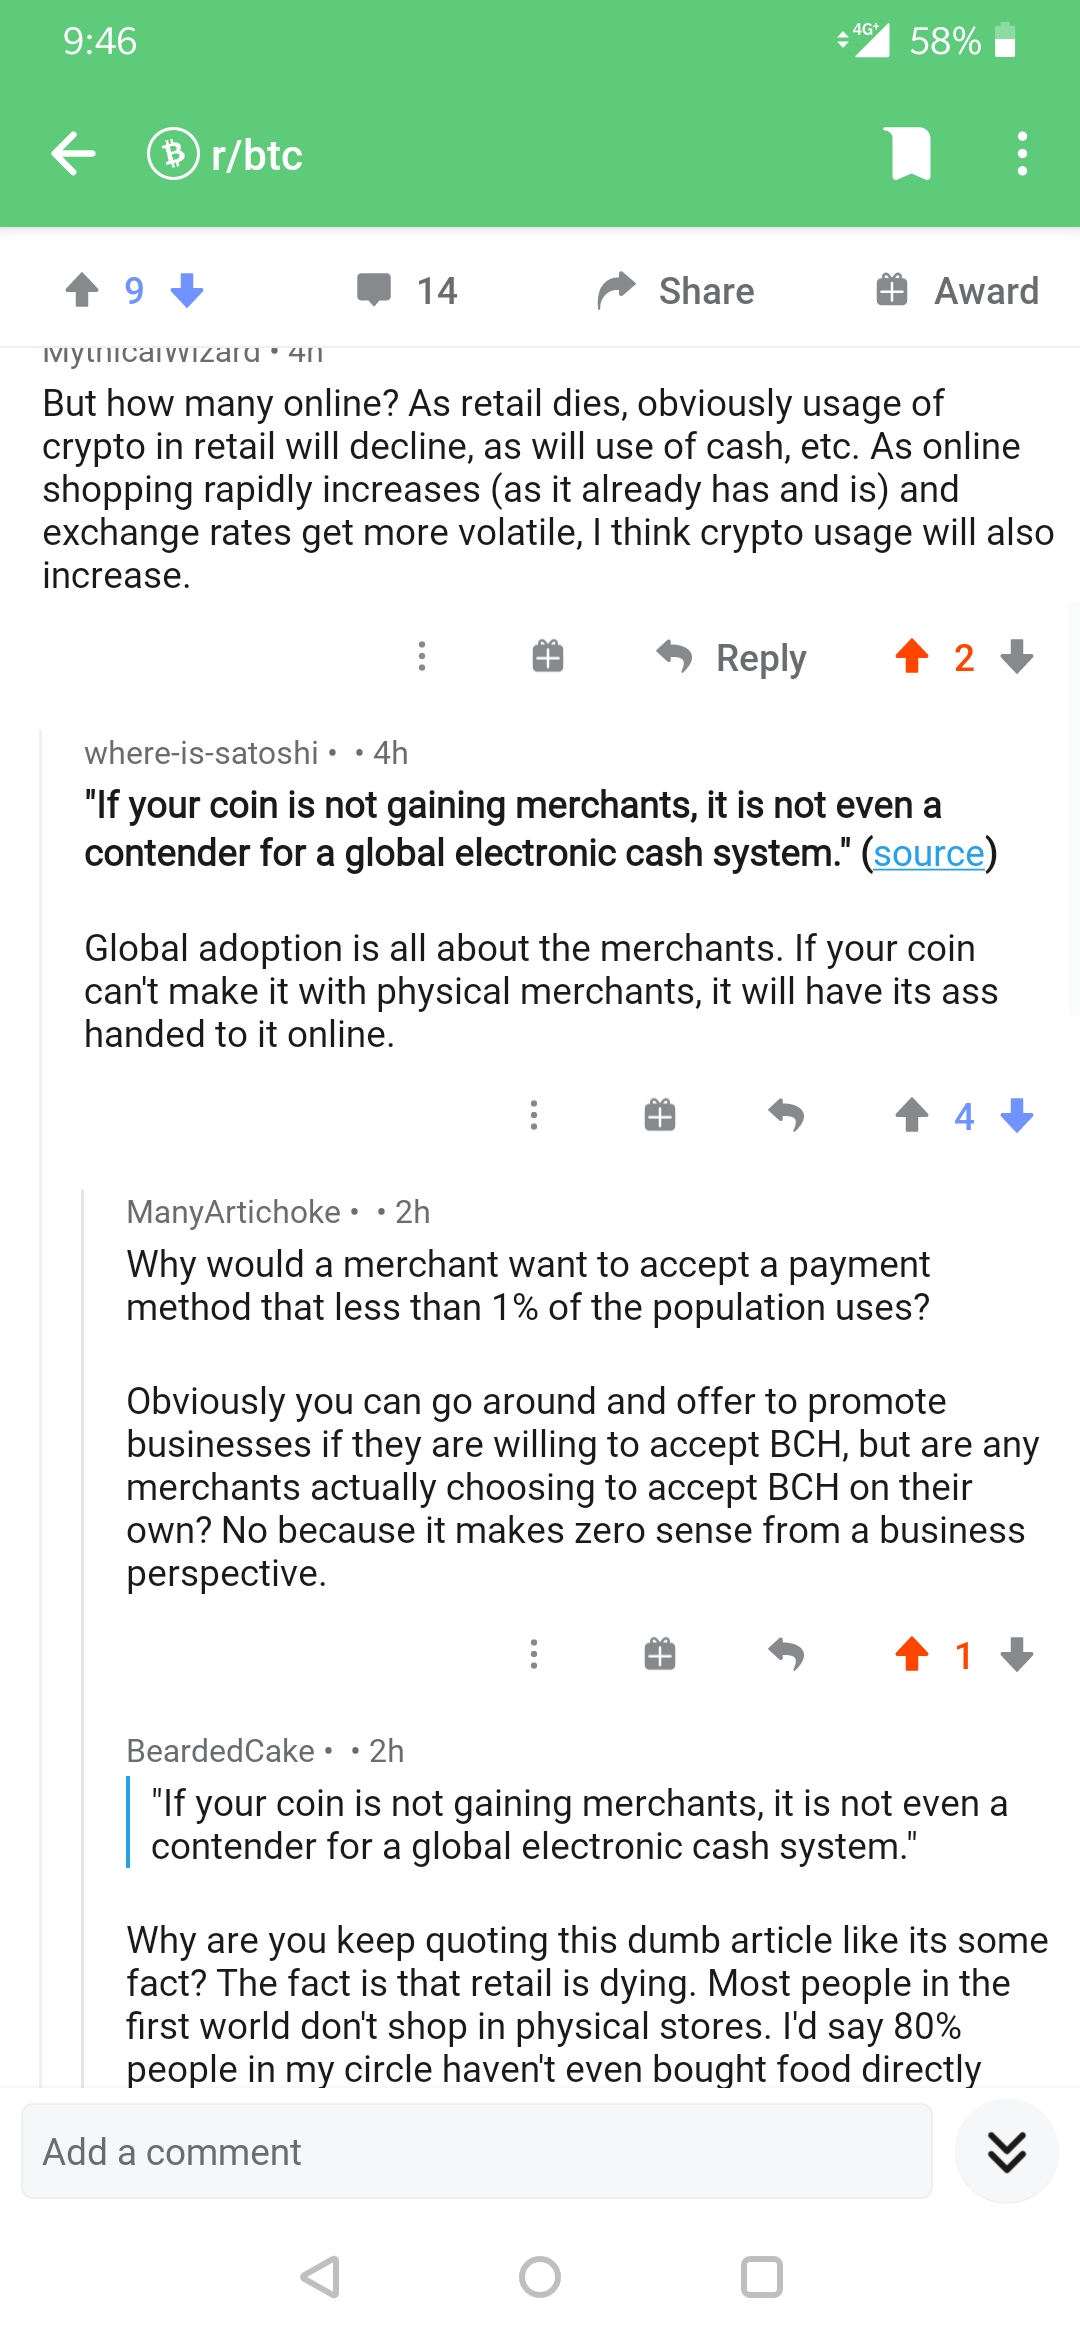 9:46
4G+
58%
r/btc
9
14
Share
Award
MythicalWizard • 4h
But how many online? As retail dies, obviously usage of
crypto in retail will decline, as will use of cash, etc. As online
shopping rapidly increases (as it already has and is) and
exchange rates get more volatile, I think crypto usage will also
increase.
Reply
2
where-is-satoshi • • 4h
"If your coin is not gaining merchants, it is not even a
contender for a global electronic cash system." (source)
Global adoption is all about the merchants. If your coin
can't make it with physical merchants, it will have its ass
handed to it online.
4
ManyArtichoke • • 2h
Why would a merchant want to accept a payment
method that less than 1% of the population uses?
Obviously you can go around and offer to promote
businesses if they are willing to accept BCH, but are any
merchants actually choosing to accept BCH on their
own? No because it makes zero sense from a business
perspective.
1
BeardedCake • • 2h
"If your coin is not gaining merchants, it is not even a
contender for a global electronic cash system."
Why are you keep quoting this dumb article like its some
fact? The fact is that retail is dying. Most people in the
first world don't shop in physical stores. I'd say 80%
people in my circle haven't even bought food directly
Add a comment